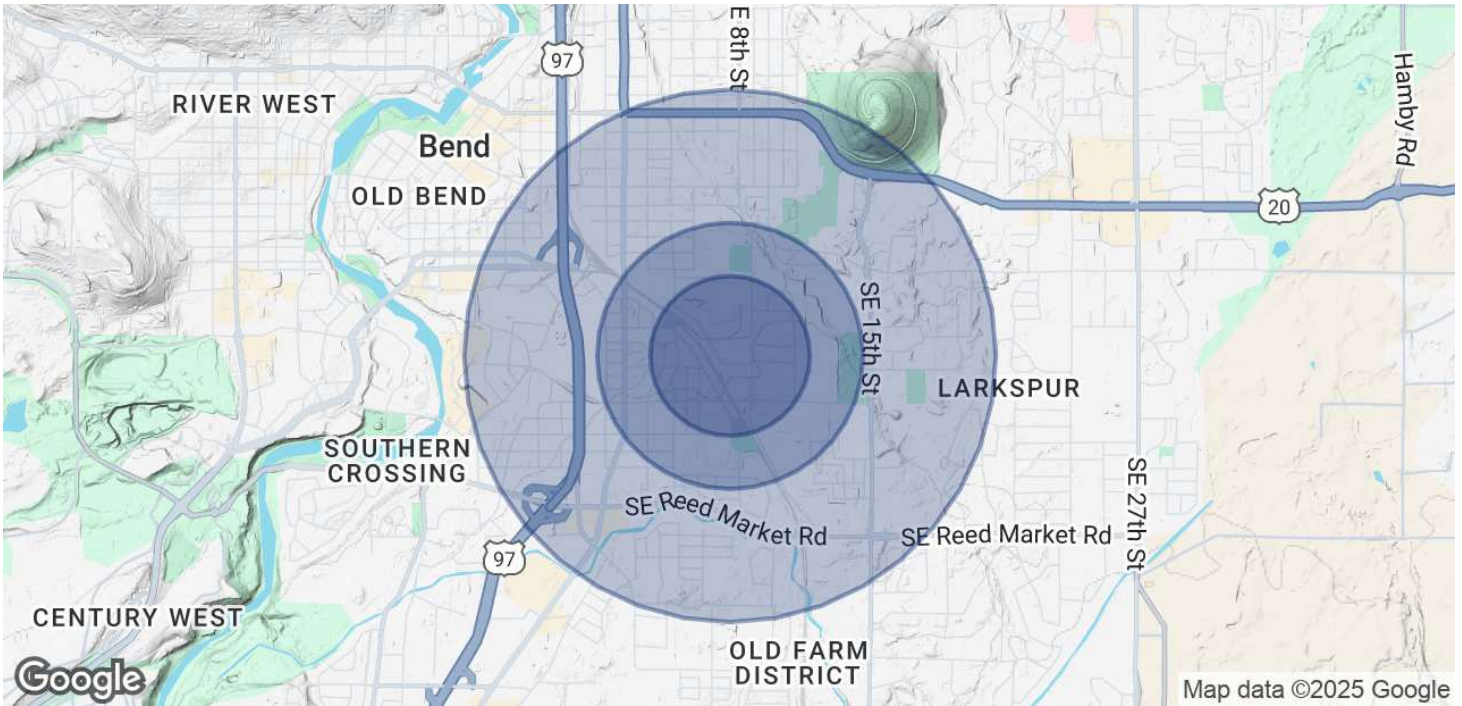 E 8th St
97
Hamby Rd
RIVER WEST
Bend
OLD BEND
20
SE 15th St
LARKSPUR
SOUTHERN
CROSSING
SE 27th St
SE Reed Market Rd
SE Reed Market Rd
97
CENTURY WEST
OLD FARM
DISTRICT
Google
Map data ©2025 Google